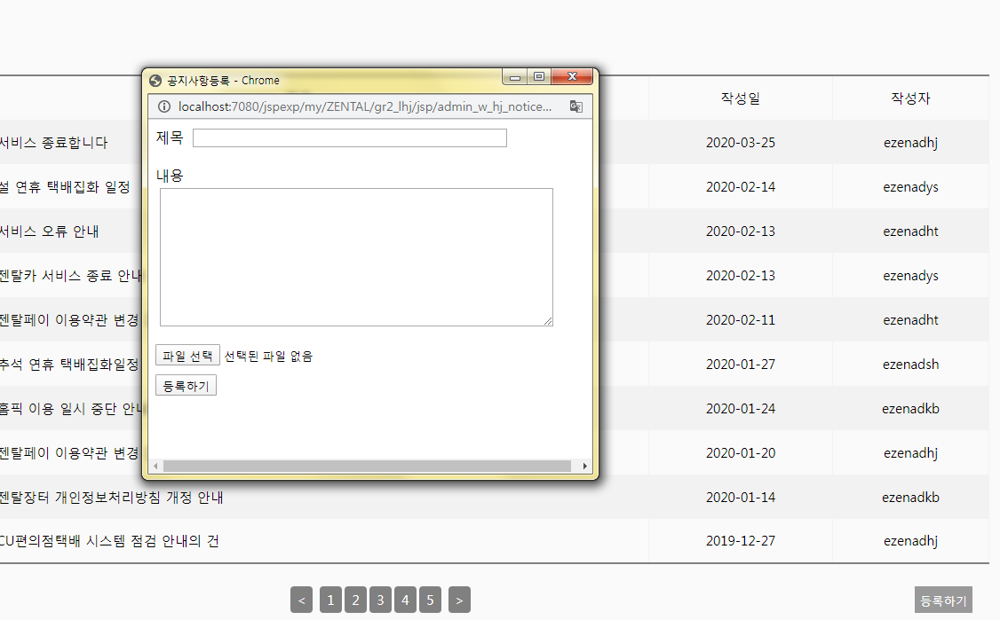 공지사항등록 - Chrome
localhost:7080/jspexp/my/ZENTAL/gr2_lhj/jsp/admin_w_hj_notice...
제목
내용
파일 선택 선택된 파일 없음
등록하기
작성일 작성자
서비스 종료합니다 2020-03-25 ezenadhj
설 연휴 택배집화 일정 2020-02-14 ezenadys
서비스 오류 안내 2020-02-13 ezenadht
젠탈카 서비스 종료 안내 2020-02-13 ezenadys
젠탈페이 이용약관 변경 2020-02-11 ezenadht
추석 연휴 택배집화일정 2020-01-27 ezenadsh
홈픽 이용 일시 중단 안내 2020-01-24 ezenadkb
젠탈페이 이용약관 변경 2020-01-20 ezenadhj
젠탈장터 개인정보처리방침 개정 안내 2020-01-14 ezenadkb
CU편의점택배 시스템 점검 안내의 건 2019-12-27 ezenadhj
< 1 2 3 4 5 > 등록하기